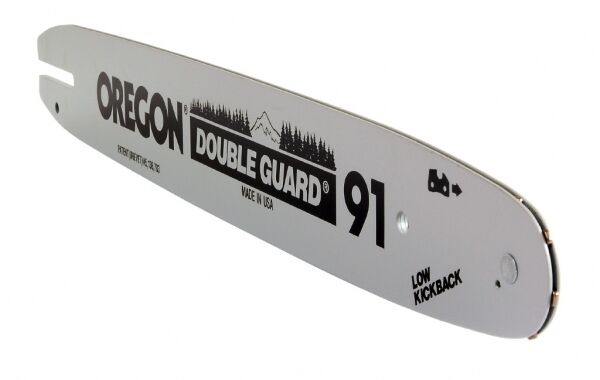 OREGON®
DOUBLE GUARD®
91
MADE IN USA
LOW
KICKBACK